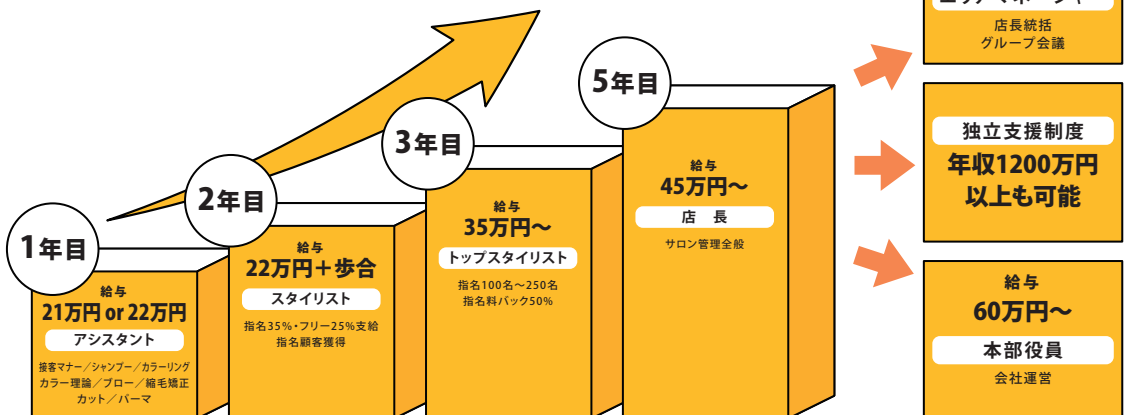 1年目
給与
21万円 or 22万円
アシスタント
接客マナー／シャンプー／カラーリング
カラー理論／ブロー／縮毛矯正
カット／パーマ
2年目
給与
22万円＋歩合
スタイリスト
指名35%・フリー25%支給
指名顧客獲得
3年目
給与
35万円～
トップスタイリスト
指名100名～250名
指名料バック50%
5年目
給与
45万円～
店 長
サロン管理全般
店長統括
グループ会議
独立支援制度
年収1200万円
以上も可能
給与
60万円～
本部役員
会社運営